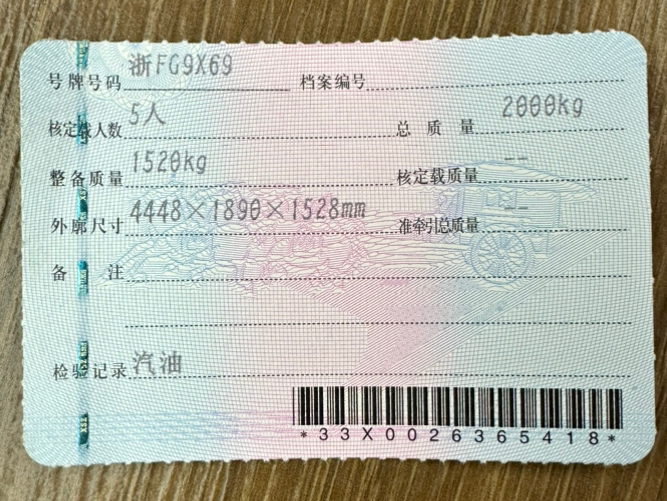 号牌号码 浙FG9X69 档案编号
核定载人数 5人 总质量 2000kg
整备质量 1520kg 核定载质量 --
外廓尺寸 4448×1890×1528mm 准牵引总质量 --
备注
检验记录 汽油
*33X0026365418*